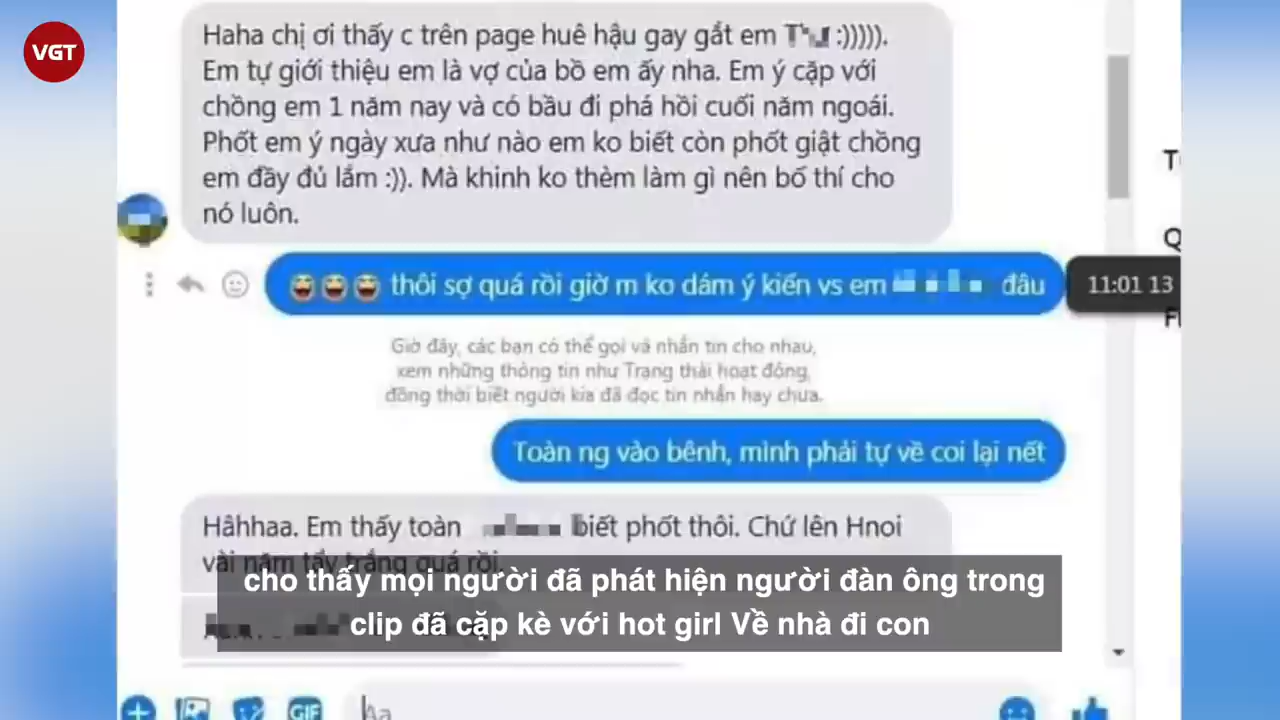 VGT
Haha chị ơi thấy c trên page huê hậu gay gắt em :))))).
Em tự giới thiệu em là vợ của bồ em ấy nha. Em ý cặp với
chồng em 1 năm nay và có bầu đi phá hồi cuối năm ngoái.
Phốt em ý ngày xưa như nào em ko biết còn phốt giật chồng
em đầy đủ lắm :)). Mà khinh ko thèm làm gì nên bố thí cho
nó luôn.
thôi sợ quá rồi giờ m ko dám ý kiến vs em đâu
11:01 13
Giờ đây, các bạn có thể gọi và nhắn tin cho nhau,
xem những thông tin như Trạng thái hoạt động,
đồng thời biết người kia đã đọc tin nhắn hay chưa.
Toàn ng vào bênh, mình phải tự về coi lại nết
Hâhhaa. Em thấy toàn biết phốt thôi. Chứ lên Hnoi
vài năm tẩy trắng quá rồi.
cho thấy mọi người đã phát hiện người đàn ông trong
clip đã cặp kè với hot girl Về nhà đi con
GIF
Aa